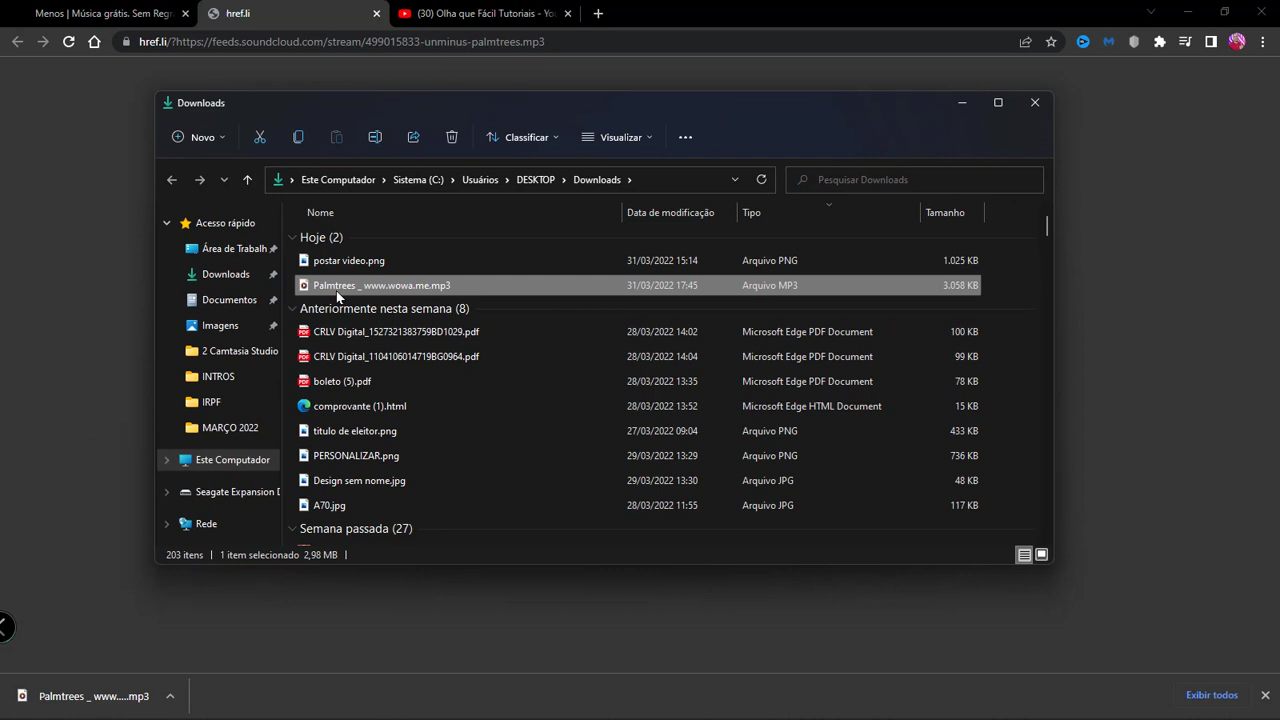 Menos | Música grátis. Sem Regr
href.li
(30) Olha que Fácil Tutoriais - You
href.li/?https://feeds.soundcloud.com/stream/499015833-unminus-palmtrees.mp3
Downloads
Novo
Classificar
Visualizar
Este Computador > Sistema (C:) > Usuários > DESKTOP > Downloads >
Pesquisar Downloads
Nome Data de modificação Tipo Tamanho
Acesso rápido
Área de Trabalh
Downloads
Documentos
Imagens
2 Camtasia Studio
INTROS
IRPF
MARÇO 2022
Este Computador
Seagate Expansion D
Rede
Hoje (2)
postar video.png 31/03/2022 15:14 Arquivo PNG 1.025 KB
Palmtrees _ www.wowa.me.mp3 31/03/2022 17:45 Arquivo MP3 3.058 KB
Anteriormente nesta semana (8)
CRLV Digital_1527321383759BD1029.pdf 28/03/2022 14:02 Microsoft Edge PDF Document 100 KB
CRLV Digital_1104106014719BG0964.pdf 28/03/2022 14:04 Microsoft Edge PDF Document 99 KB
boleto (5).pdf 28/03/2022 13:35 Microsoft Edge PDF Document 78 KB
comprovante (1).html 28/03/2022 13:52 Microsoft Edge HTML Document 15 KB
titulo de eleitor.png 27/03/2022 09:04 Arquivo PNG 433 KB
PERSONALIZAR.png 29/03/2022 13:29 Arquivo PNG 736 KB
Design sem nome.jpg 29/03/2022 13:30 Arquivo JPG 48 KB
A70.jpg 28/03/2022 11:55 Arquivo JPG 117 KB
Semana passada (27)
203 itens 1 item selecionado 2,98 MB
Palmtrees _ www.....mp3
Exibir todos